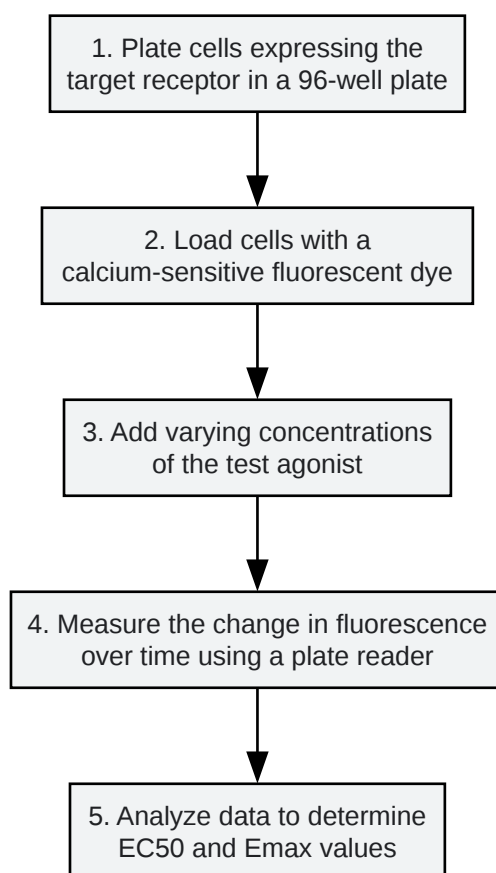 1. Plate cells expressing the
target receptor in a 96-well plate
2. Load cells with a
calcium-sensitive fluorescent dye
3. Add varying concentrations
of the test agonist
4. Measure the change in fluorescence
over time using a plate reader
5. Analyze data to determine
EC50 and Emax values